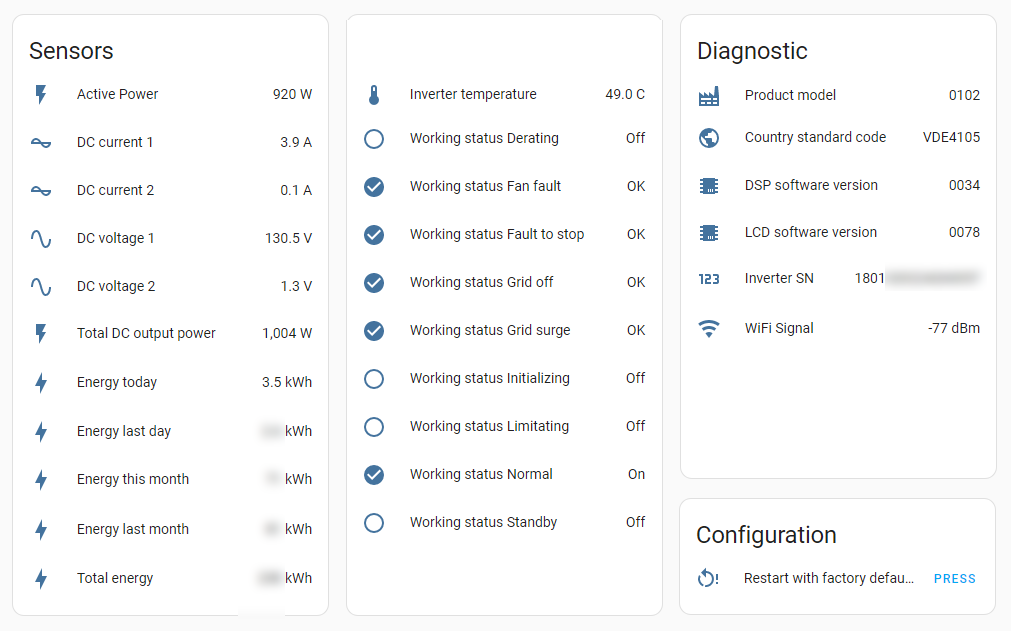 Sensors
Active Power 920 W
DC current 1 3.9 A
DC current 2 0.1 A
DC voltage 1 130.5 V
DC voltage 2 1.3 V
Total DC output power 1,004 W
Energy today 3.5 kWh
Energy last day kWh
Energy this month kWh
Energy last month kWh
Total energy kWh
Inverter temperature 49.0 C
Working status Derating Off
Working status Fan fault OK
Working status Fault to stop OK
Working status Grid off OK
Working status Grid surge OK
Working status Initializing Off
Working status Limitating Off
Working status Normal On
Working status Standby Off
Diagnostic
Product model 0102
Country standard code VDE4105
DSP software version 0034
LCD software version 0078
123 Inverter SN 1801
WiFi Signal -77 dBm
Configuration
Restart with factory defau... PRESS